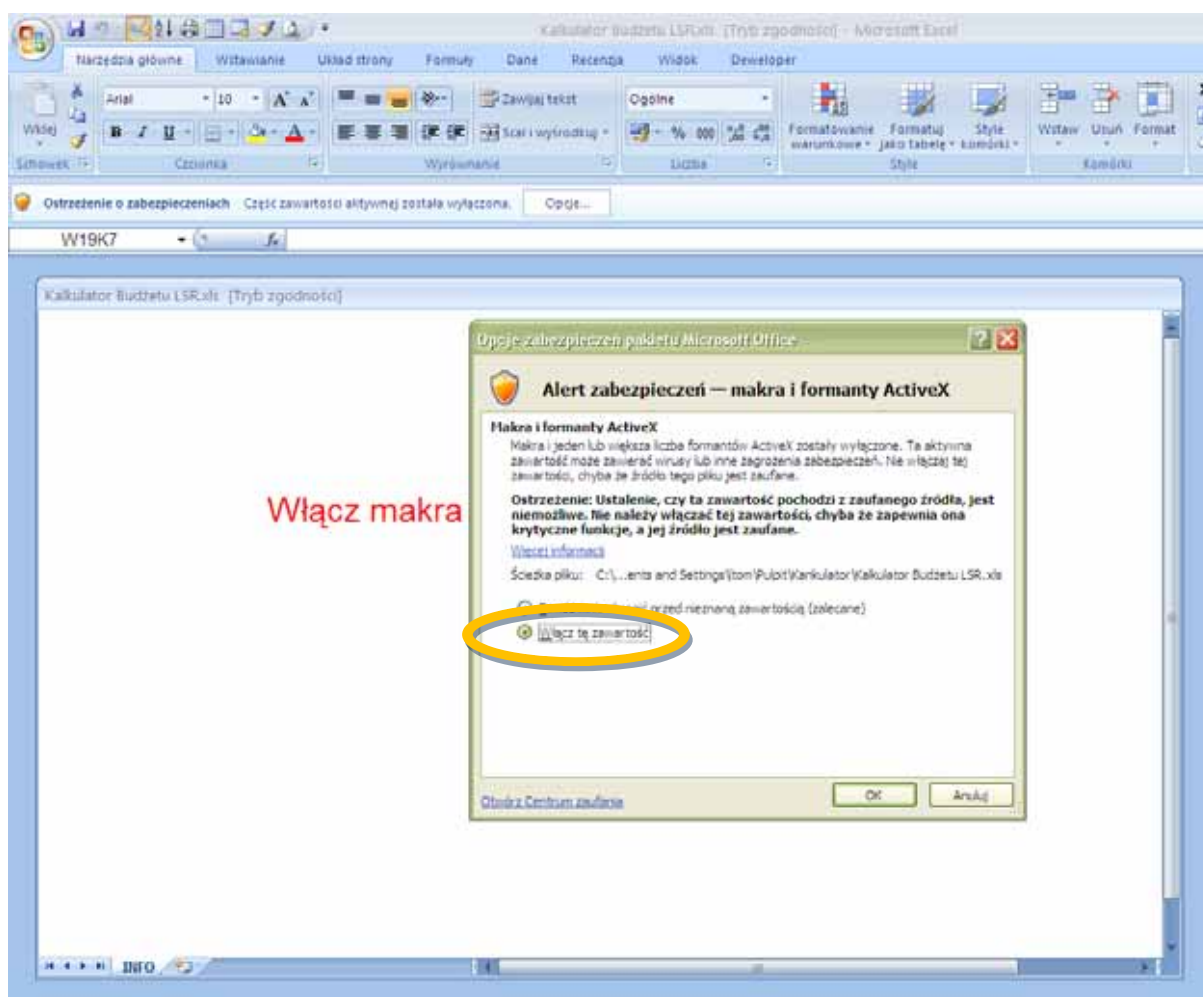 Kalkulator Budżetu LSR.xls [Tryb zgodności] - Microsoft Excel
Narzędzia główne Wstawianie Układ strony Formuły Dane Recenzja Widok Deweloper
Arial 10 Zawijaj tekst Ogólne
Wklej B I U Scal i wyśrodkuj % 000 Formatowanie warunkowe Formatuj jako tabelę Style komórki Wstaw Usuń Format
Schowek Czcionka Wyrównanie Liczba Style Komórki
Ostrzeżenie o zabezpieczeniach Część zawartości aktywnej została wyłączona. Opcje...
W19K7 fx
Kalkulator Budżetu LSR.xls [Tryb zgodności]
Opcje zabezpieczeń pakietu Microsoft Office
Alert zabezpieczeń — makra i formanty ActiveX
Makra i formanty ActiveX
Makra i jeden lub większa liczba formantów ActiveX zostały wyłączone. Ta aktywna
zawartość może zawierać wirusy lub inne zagrożenia zabezpieczeń. Nie włączaj tej
zawartości, chyba że źródło tego pliku jest zaufane.
Włącz makra
Ostrzeżenie: Ustalenie, czy ta zawartość pochodzi z zaufanego źródła, jest
niemożliwe. Nie należy włączać tej zawartości, chyba że zapewnia ona
krytyczne funkcje, a jej źródło jest zaufane.
Więcej informacji
Ścieżka pliku: C:\...ents and Settings\tom\Pulpit\Kankulator\Kalkulator Budżetu LSR.xls
przed nieznaną zawartością (zalecane)
Włącz tę zawartość
Otwórz Centrum zaufania OK Anuluj
INFO